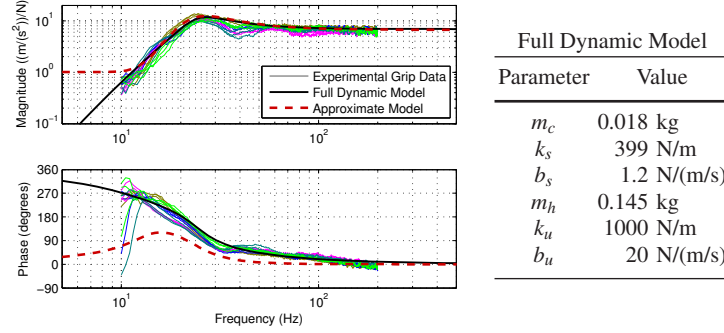 10^1
10^0
10^-1
Magnitude ((m/(s^2))/N)
Experimental Grip Data
Full Dynamic Model
Approximate Model
10^1
10^2
360
270
180
90
0
−90
Phase (degrees)
10^1
10^2
Frequency (Hz)
Full Dynamic Model
Parameter Value
m_c 0.018 kg
k_s 399 N/m
b_s 1.2 N/(m/s)
m_h 0.145 kg
k_u 1000 N/m
b_u 20 N/(m/s)